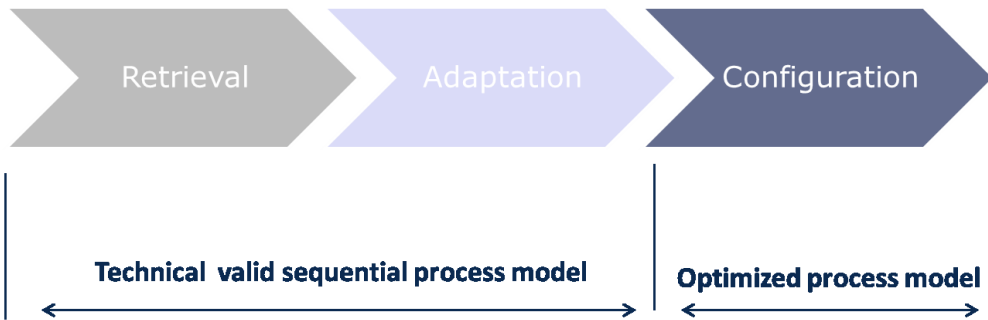 Retrieval
Adaptation
Configuration
Technical valid sequential process model
Optimized process model